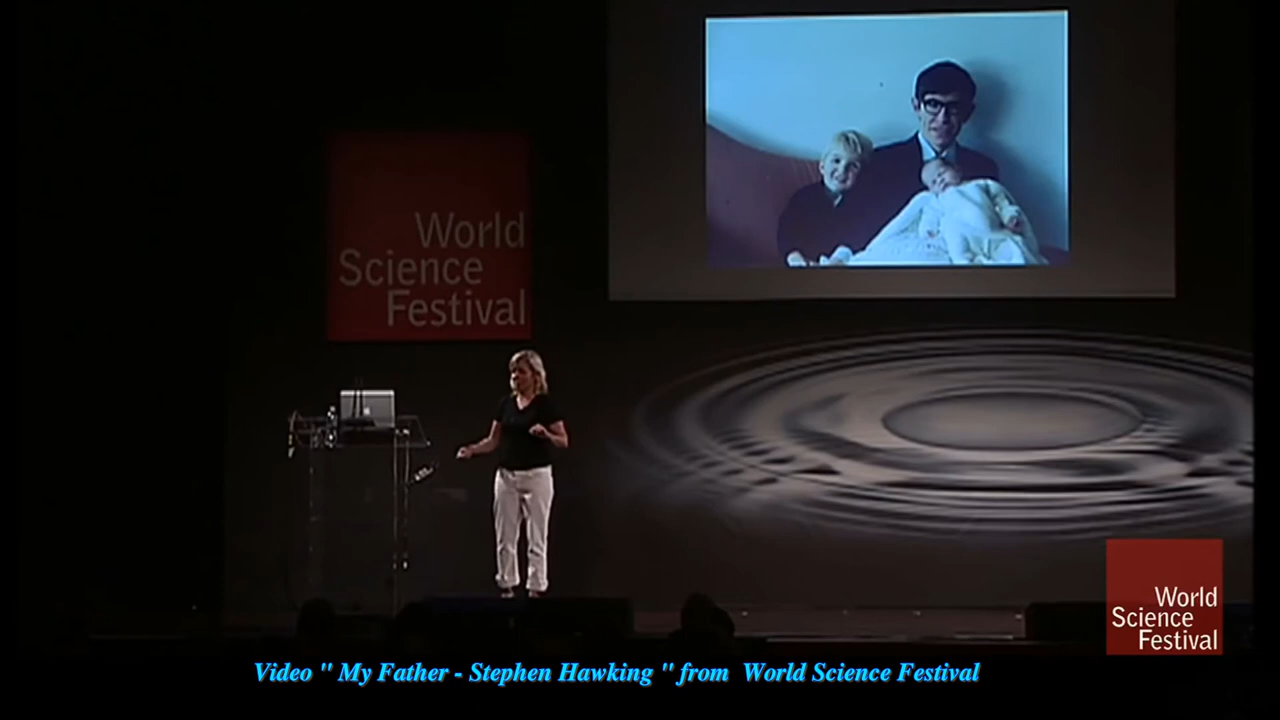 World
Science
Festival
World
Science
Festival
Video " My Father - Stephen Hawking " from World Science Festival